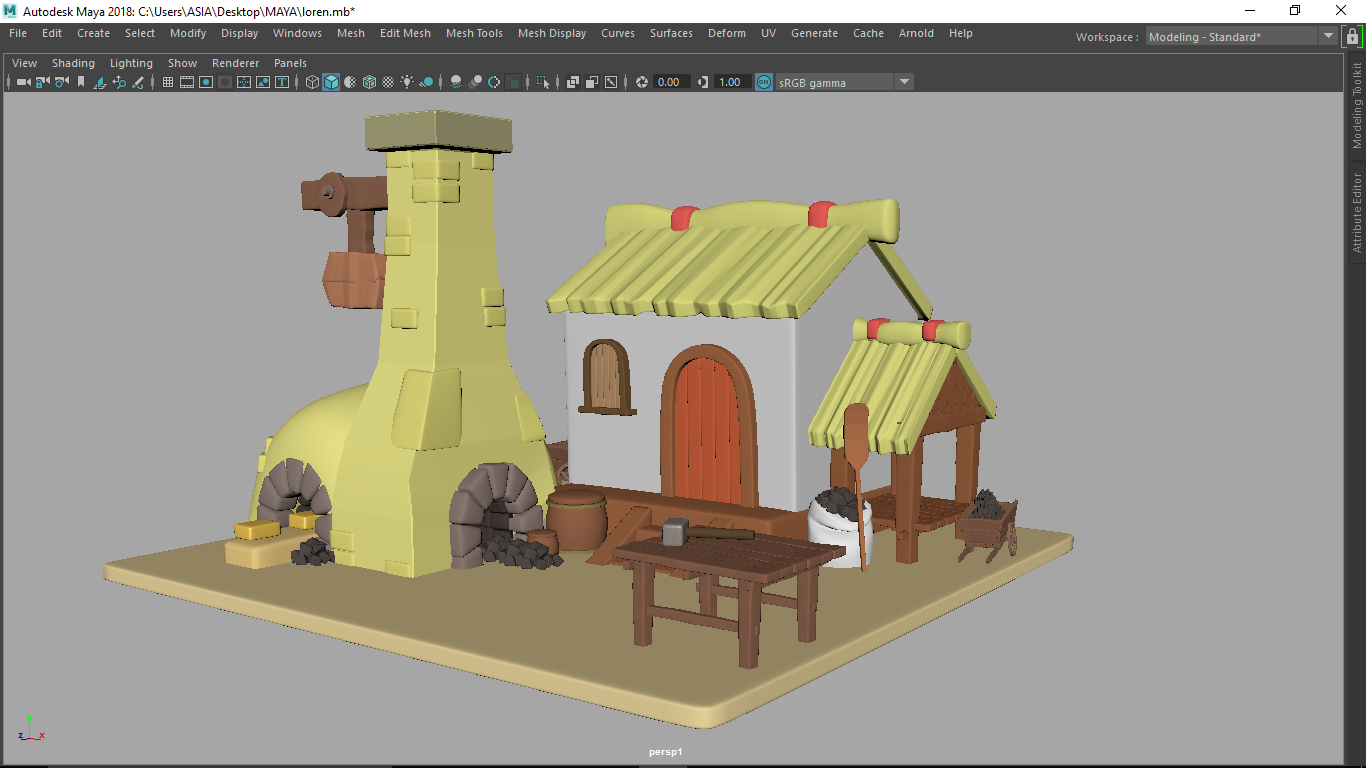 Autodesk Maya 2018: C:\Users\ASIA\Desktop\MAYA\loren.mb*
File Edit Create Select Modify Display Windows Mesh Edit Mesh Mesh Tools Mesh Display Curves Surfaces Deform UV Generate Cache Arnold Help
Workspace : Modeling - Standard*
View Shading Lighting Show Renderer Panels
0.00 1.00 ON sRGB gamma
Modeling Toolkit
Attribute Editor
y
z x
persp1